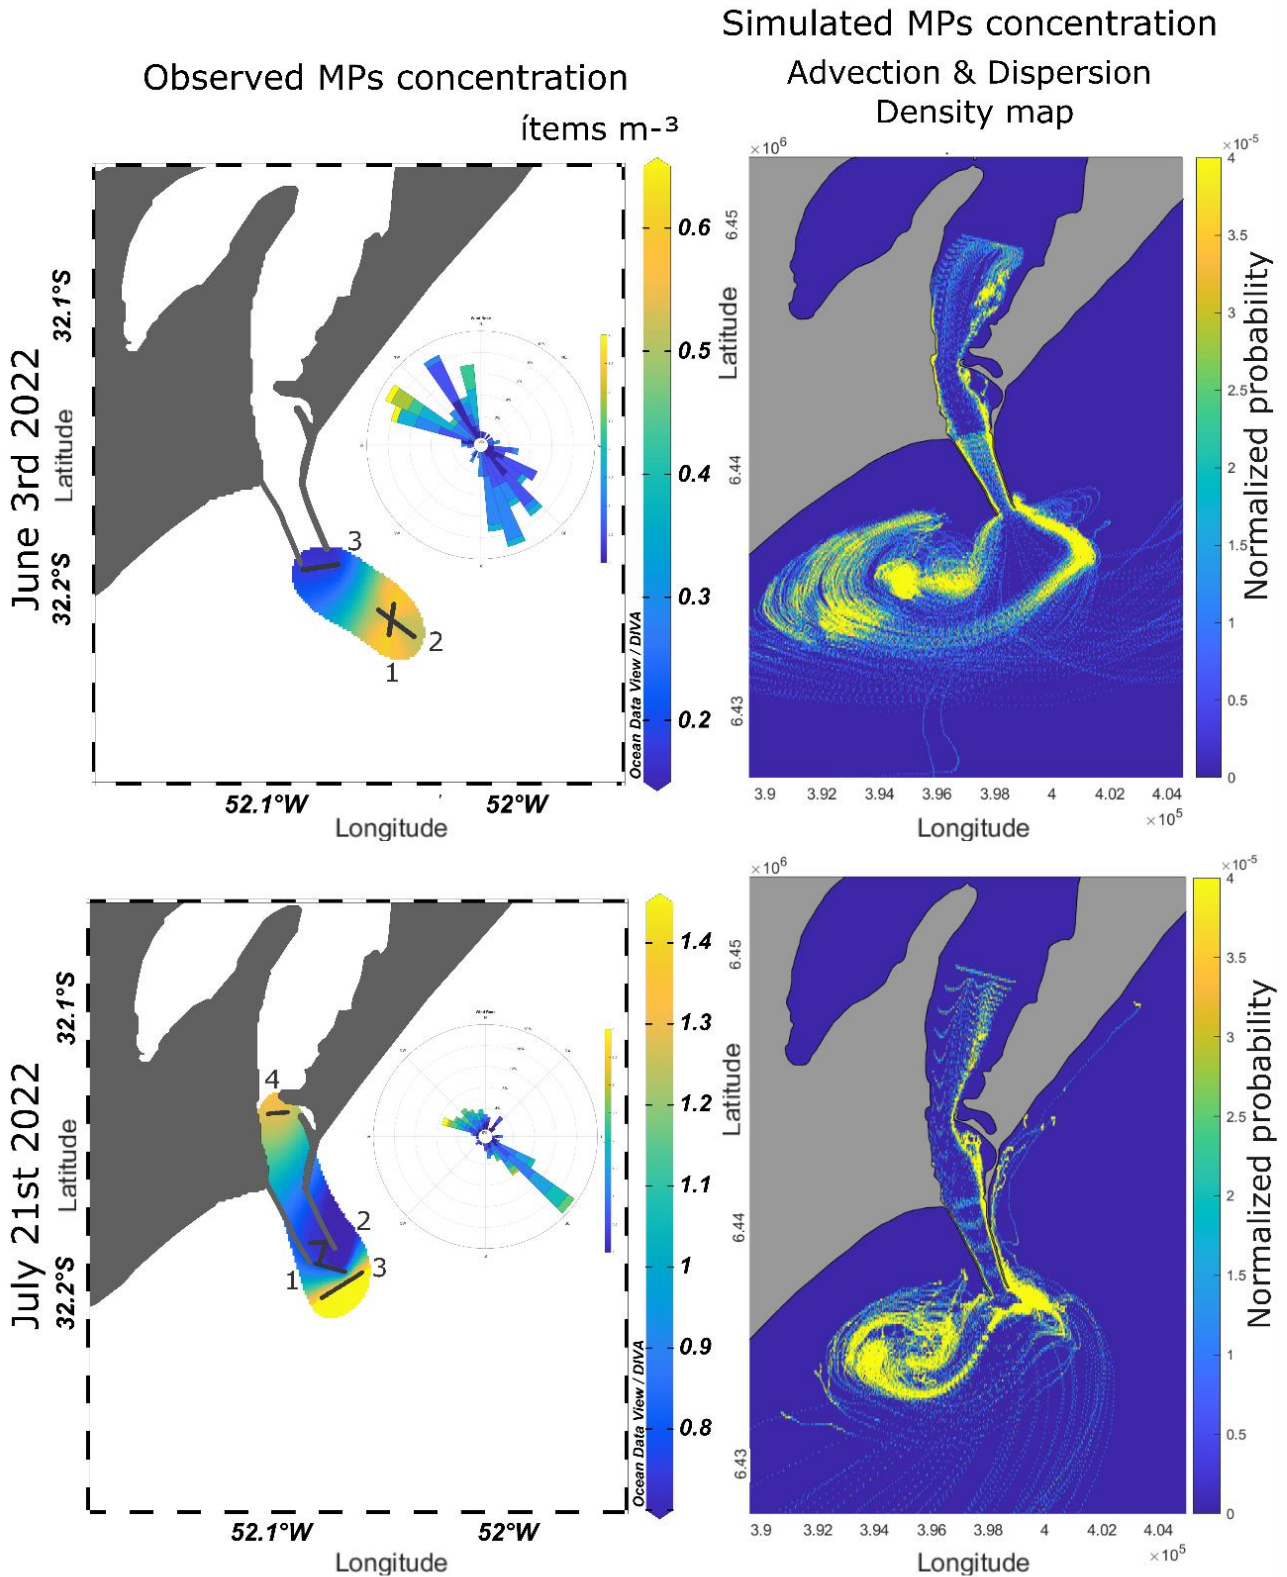 Simulated MPs concentration
Advection & Dispersion
Density map
Observed MPs concentration
ítems m-³
June 3rd 2022
Latitude
32.1°S
32.2°S
Wind Rose
3
2
1
52.1°W
52°W
Longitude
Ocean Data View / DIVA
0.6
0.5
0.4
0.3
0.2
×10⁶
6.45
6.44
6.43
Latitude
3.9
3.92
3.94
3.96
3.98
4
4.02
4.04
×10⁵
Longitude
×10⁻⁵
4
3.5
3
2.5
2
1.5
1
0.5
0
Normalized probability
July 21st 2022
Latitude
32.1°S
32.2°S
Wind Rose
4
2
1
3
52.1°W
52°W
Longitude
Ocean Data View / DIVA
1.4
1.3
1.2
1.1
1
0.9
0.8
×10⁶
6.45
6.44
6.43
Latitude
3.9
3.92
3.94
3.96
3.98
4
4.02
4.04
×10⁵
Longitude
×10⁻⁵
4
3.5
3
2.5
2
1.5
1
0.5
0
Normalized probability